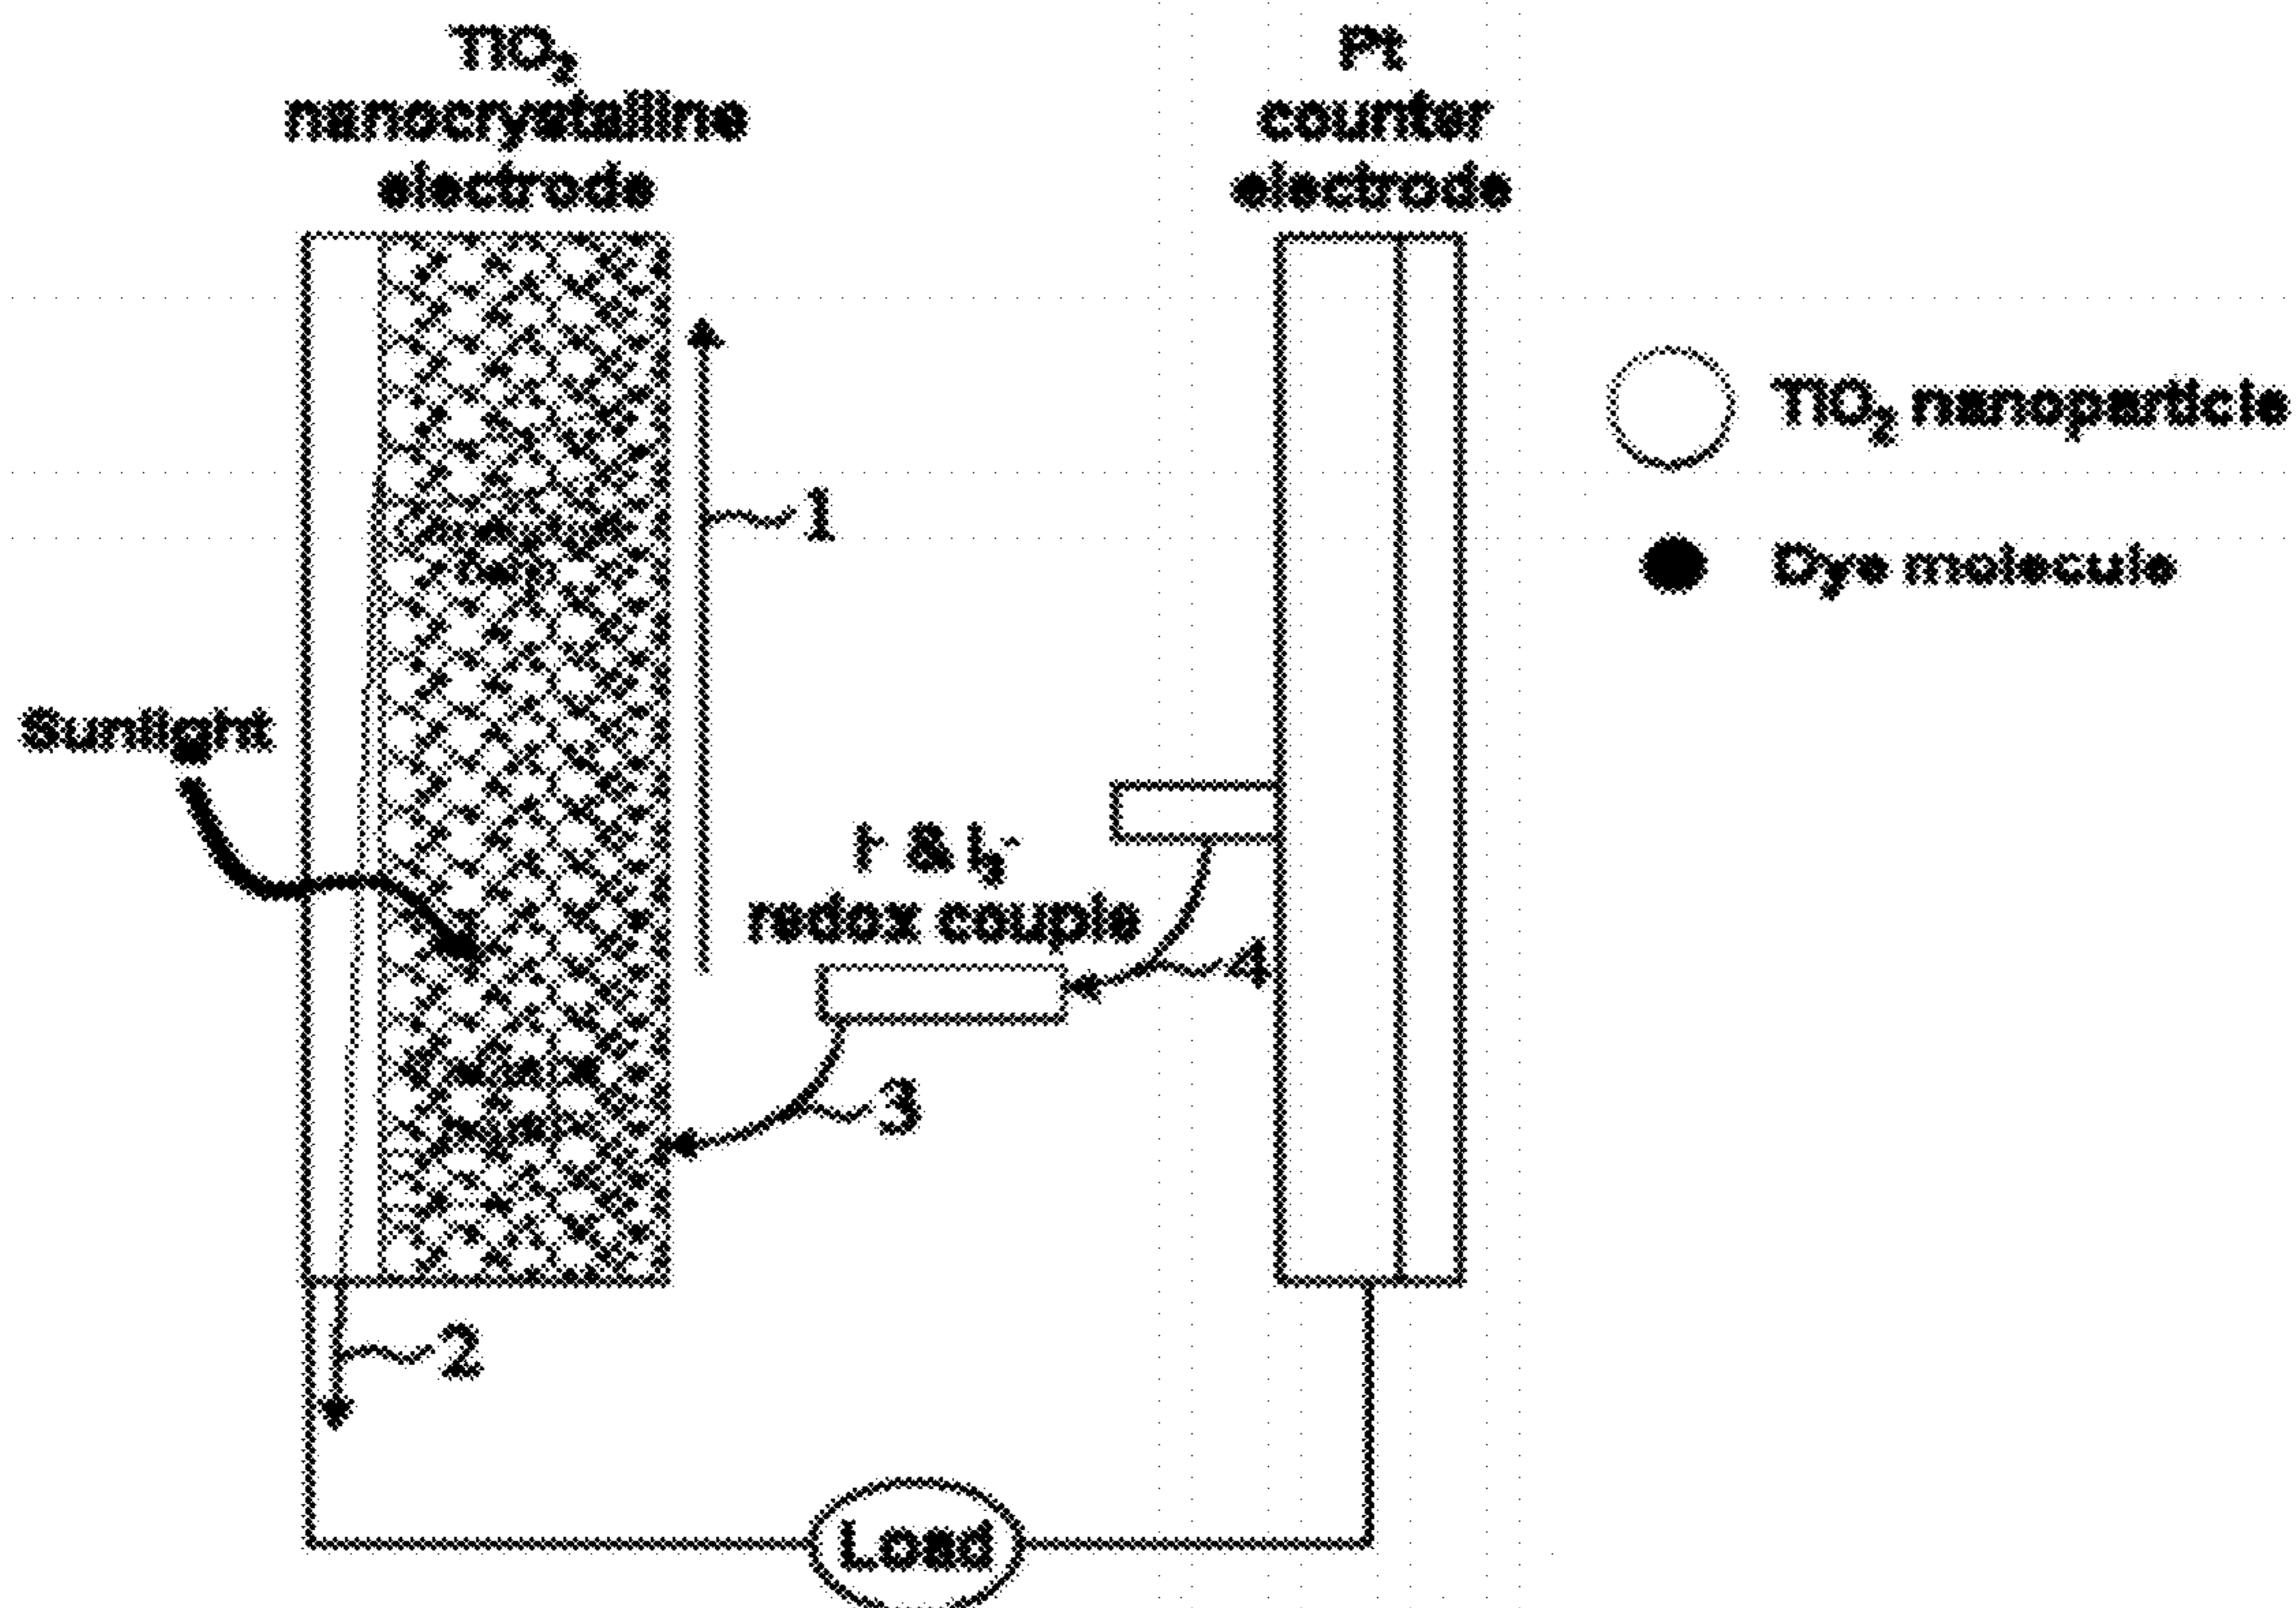 TiO₂
nanocrystalline
electrode
Pt
counter
electrode
TiO₂ nanoparticle
1
Dye molecule
Sunlight
I⁻ & I₃⁻
redox couple
4
3
2
Load